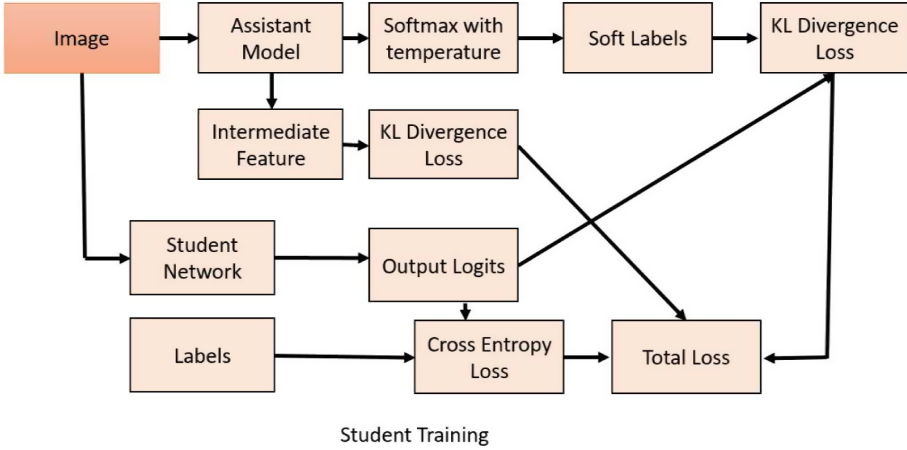 Image
Assistant
Model
Softmax with
temperature
Soft Labels
KL Divergence
Loss
Intermediate
Feature
KL Divergence
Loss
Student
Network
Output Logits
Labels
Cross Entropy
Loss
Total Loss
Student Training